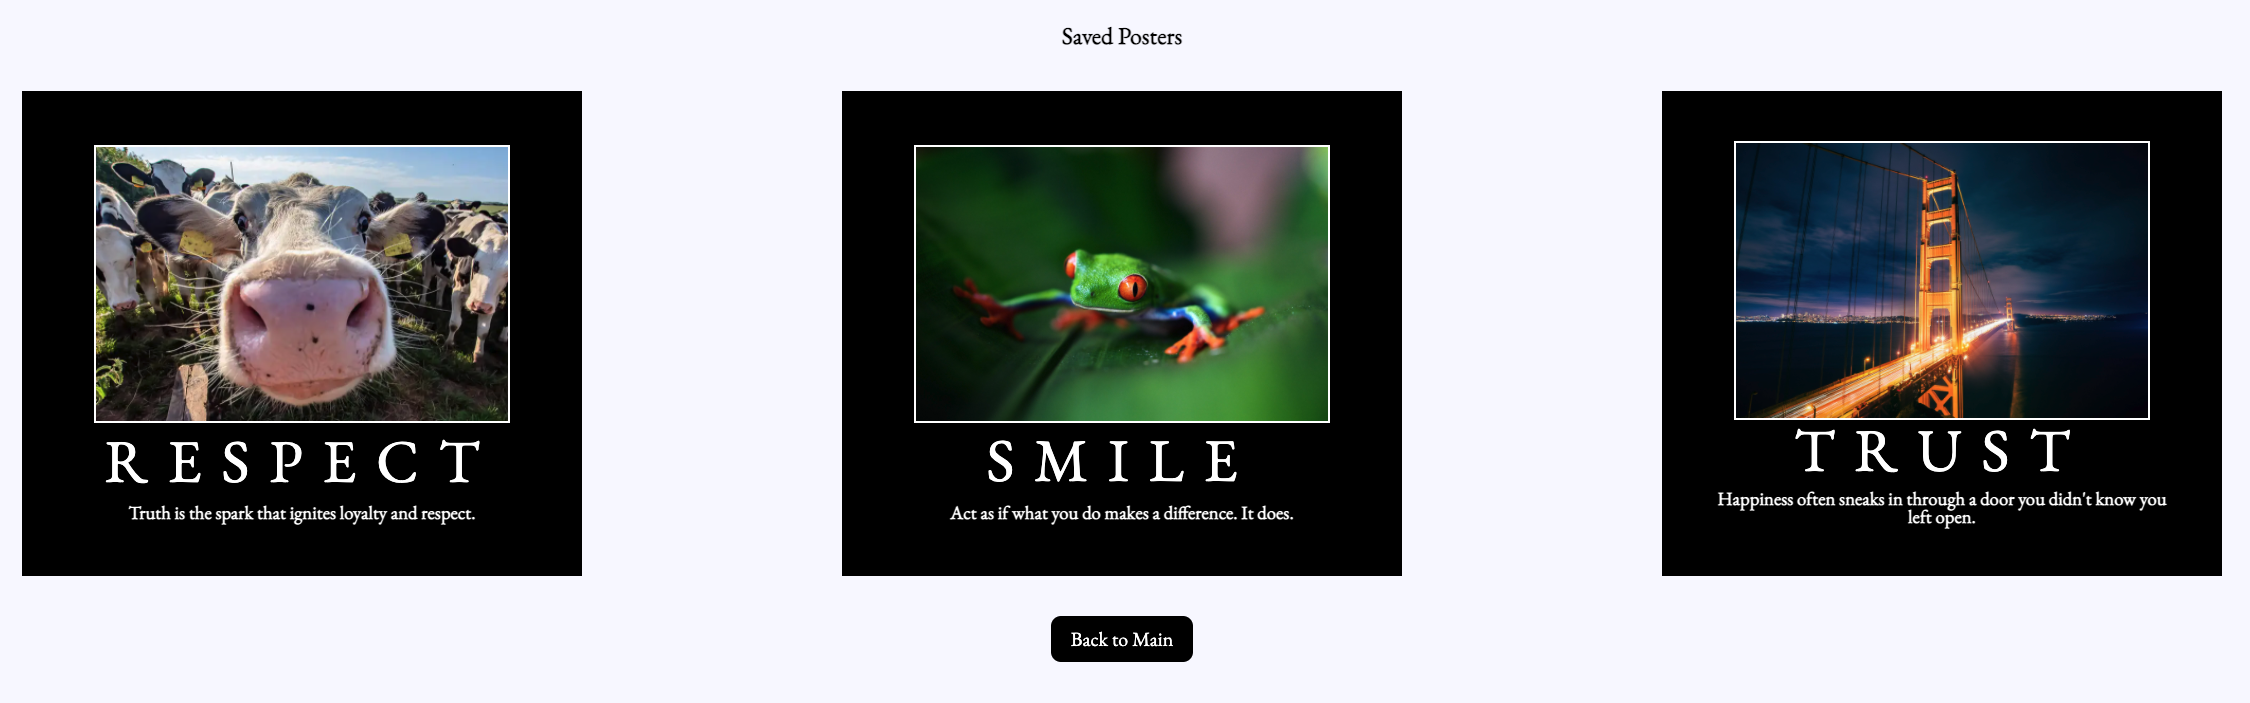 Saved Posters
RESPECT
Truth is the spark that ignites loyalty and respect.
SMILE
Act as if what you do makes a difference. It does.
TRUST
Happiness often sneaks in through a door you didn't know you
left open.
Back to Main